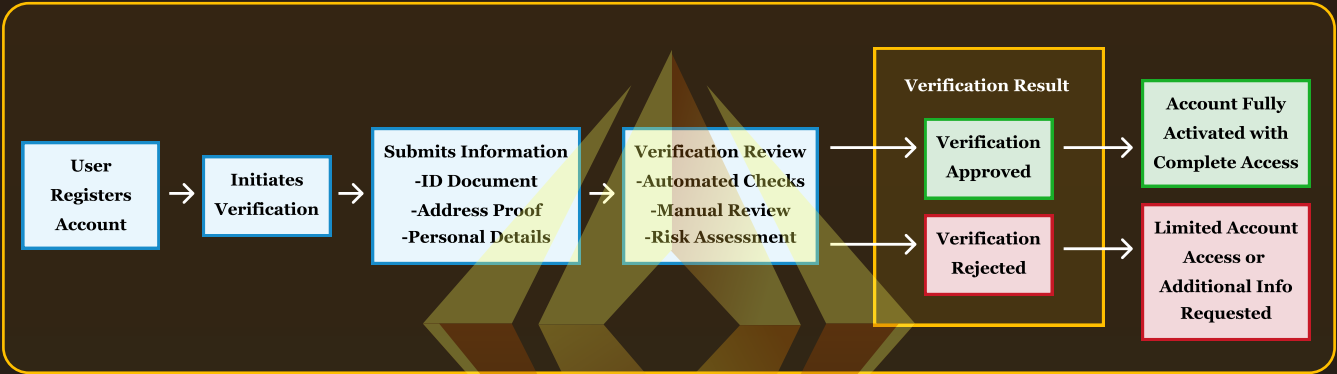 User
Registers
Account
Initiates
Verification
Submits Information
-ID Document
-Address Proof
-Personal Details
Verification Review
-Automated Checks
-Manual Review
-Risk Assessment
Verification Result
Verification
Approved
Verification
Rejected
Account Fully
Activated with
Complete Access
Limited Account
Access or
Additional Info
Requested